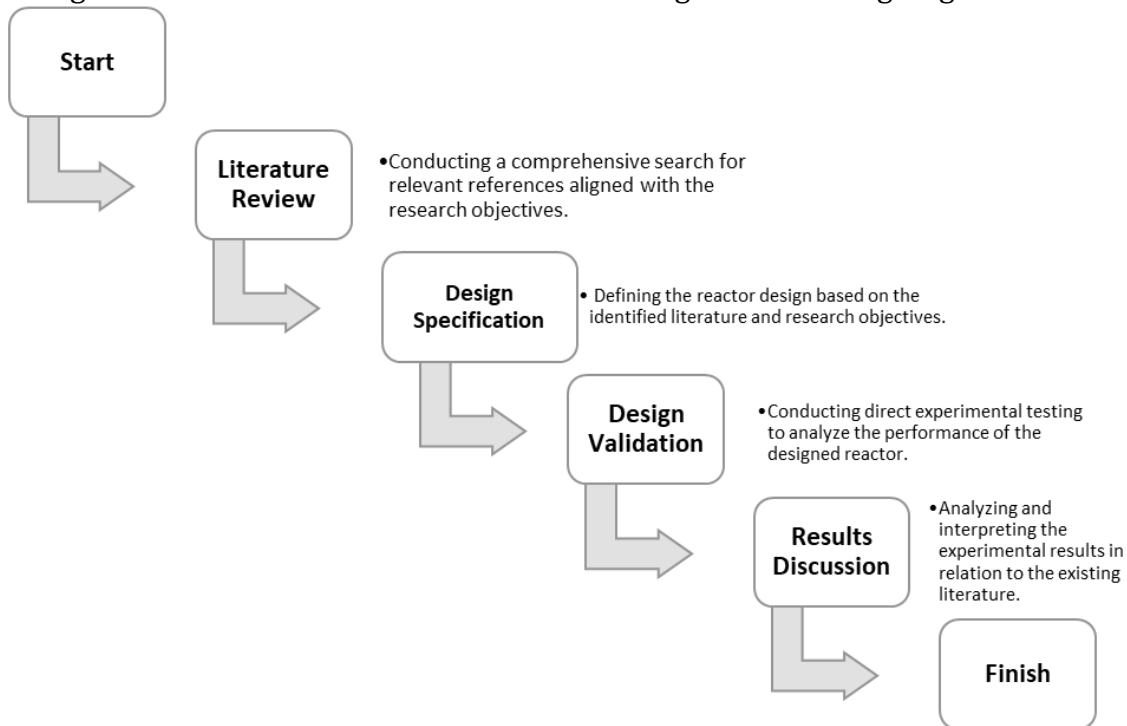 Start
Literature
Review
•Conducting a comprehensive search for
relevant references aligned with the
research objectives.
Design
Specification
• Defining the reactor design based on the
identified literature and research objectives.
Design
Validation
•Conducting direct experimental testing
to analyze the performance of the
designed reactor.
Results
Discussion
•Analyzing and
interpreting the
experimental results in
relation to the existing
literature.
Finish